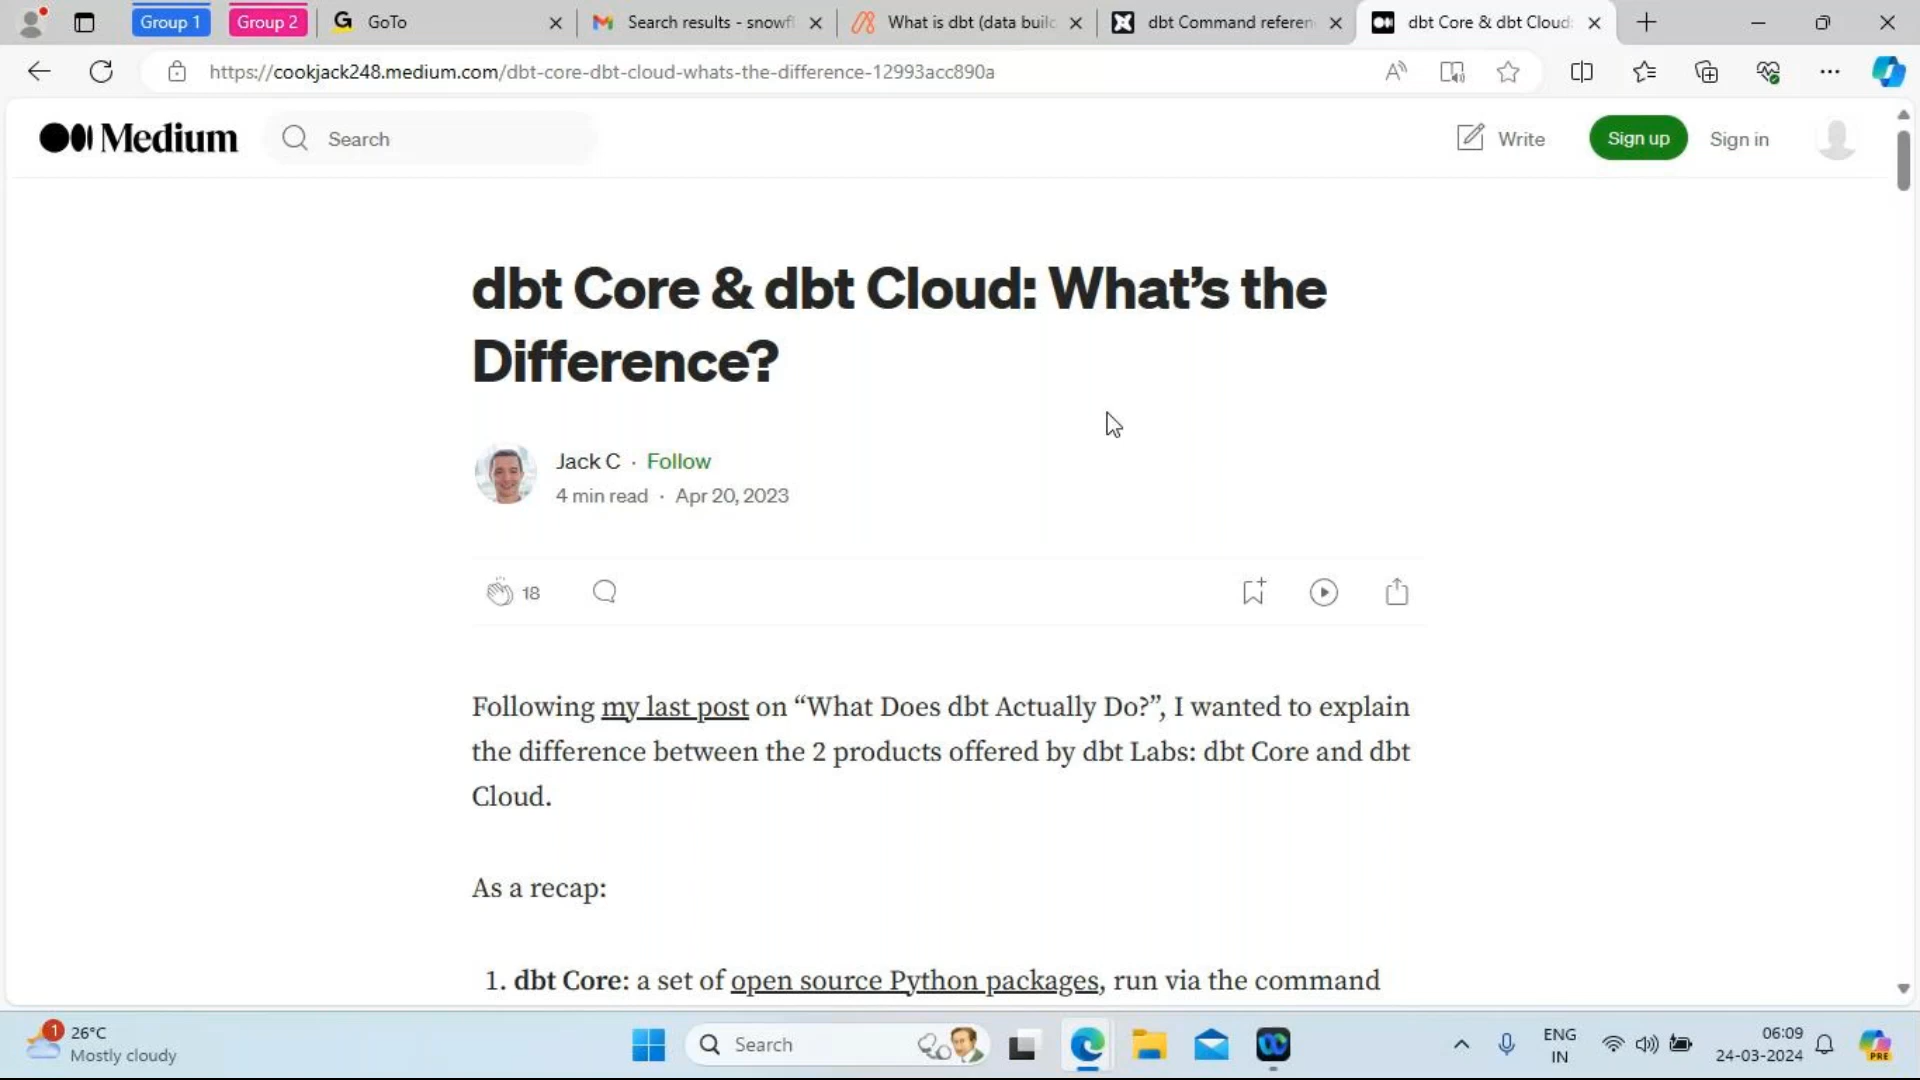 Group 1
Group 2
GoTo
Search results - snowfl
What is dbt (data build
dbt Command referen
dbt Core & dbt Cloud:
https://cookjack248.medium.com/dbt-core-dbt-cloud-whats-the-difference-12993acc890a
Medium
Search
Write
Sign up
Sign in
dbt Core & dbt Cloud: What’s the
Difference?
Jack C · Follow
4 min read · Apr 20, 2023
18
Following my last post on “What Does dbt Actually Do?”, I wanted to explain
the difference between the 2 products offered by dbt Labs: dbt Core and dbt
Cloud.
As a recap:
1. dbt Core: a set of open source Python packages, run via the command
1
26°C
Mostly cloudy
Search
ENG
IN
06:09
24-03-2024
PRE